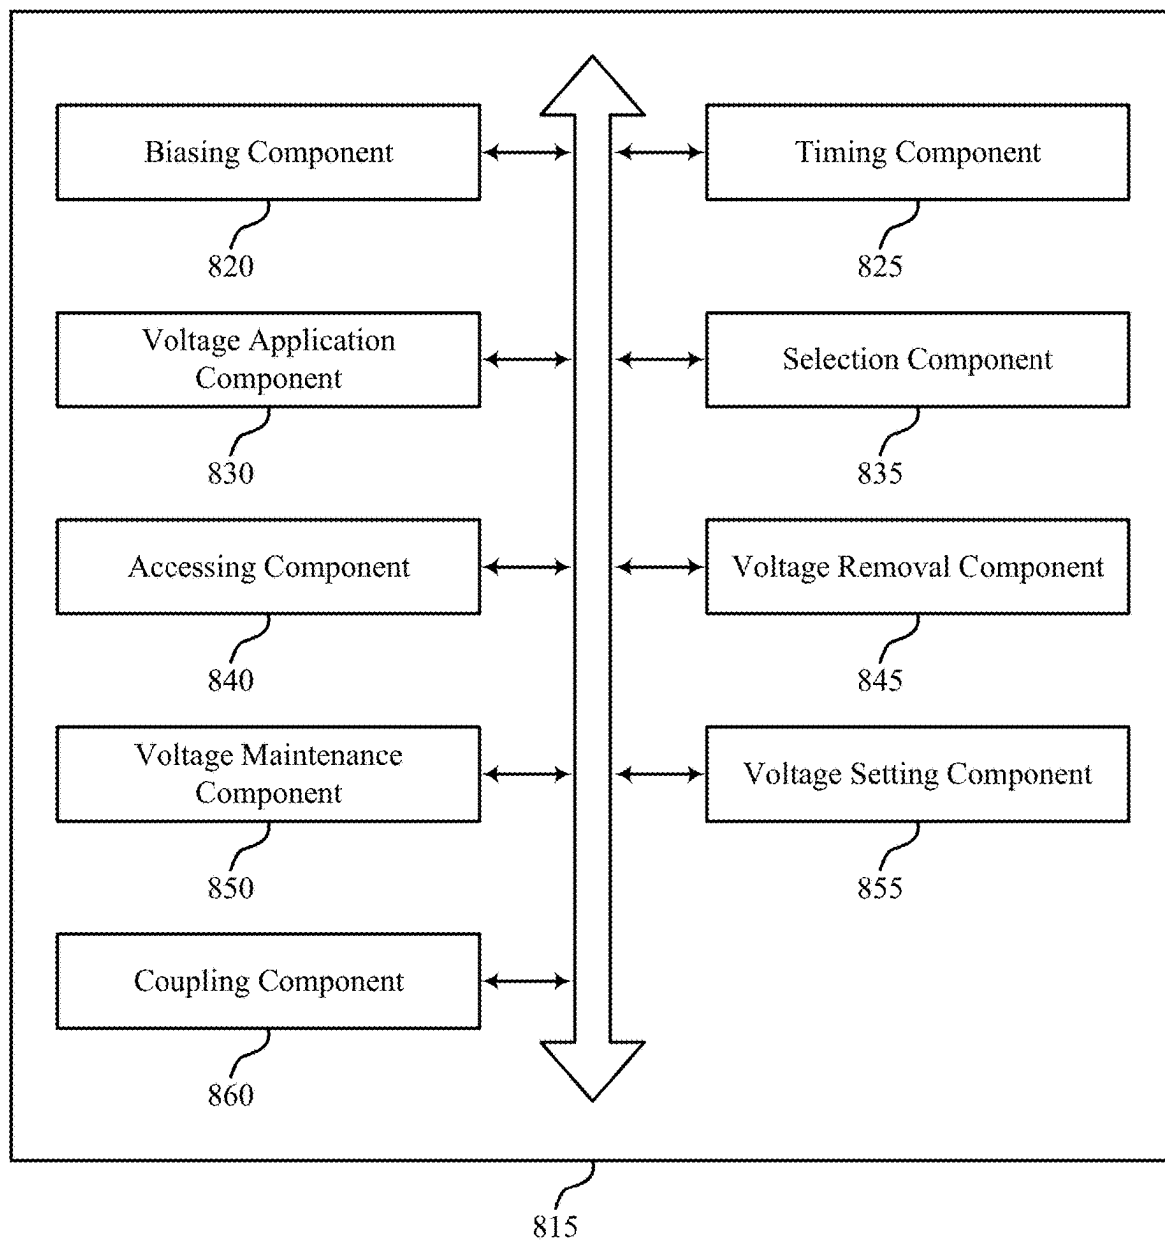 Biasing Component
820
Timing Component
825
Voltage Application
Component
830
Selection Component
835
Accessing Component
840
Voltage Removal Component
845
Voltage Maintenance
Component
850
Voltage Setting Component
855
Coupling Component
860
815